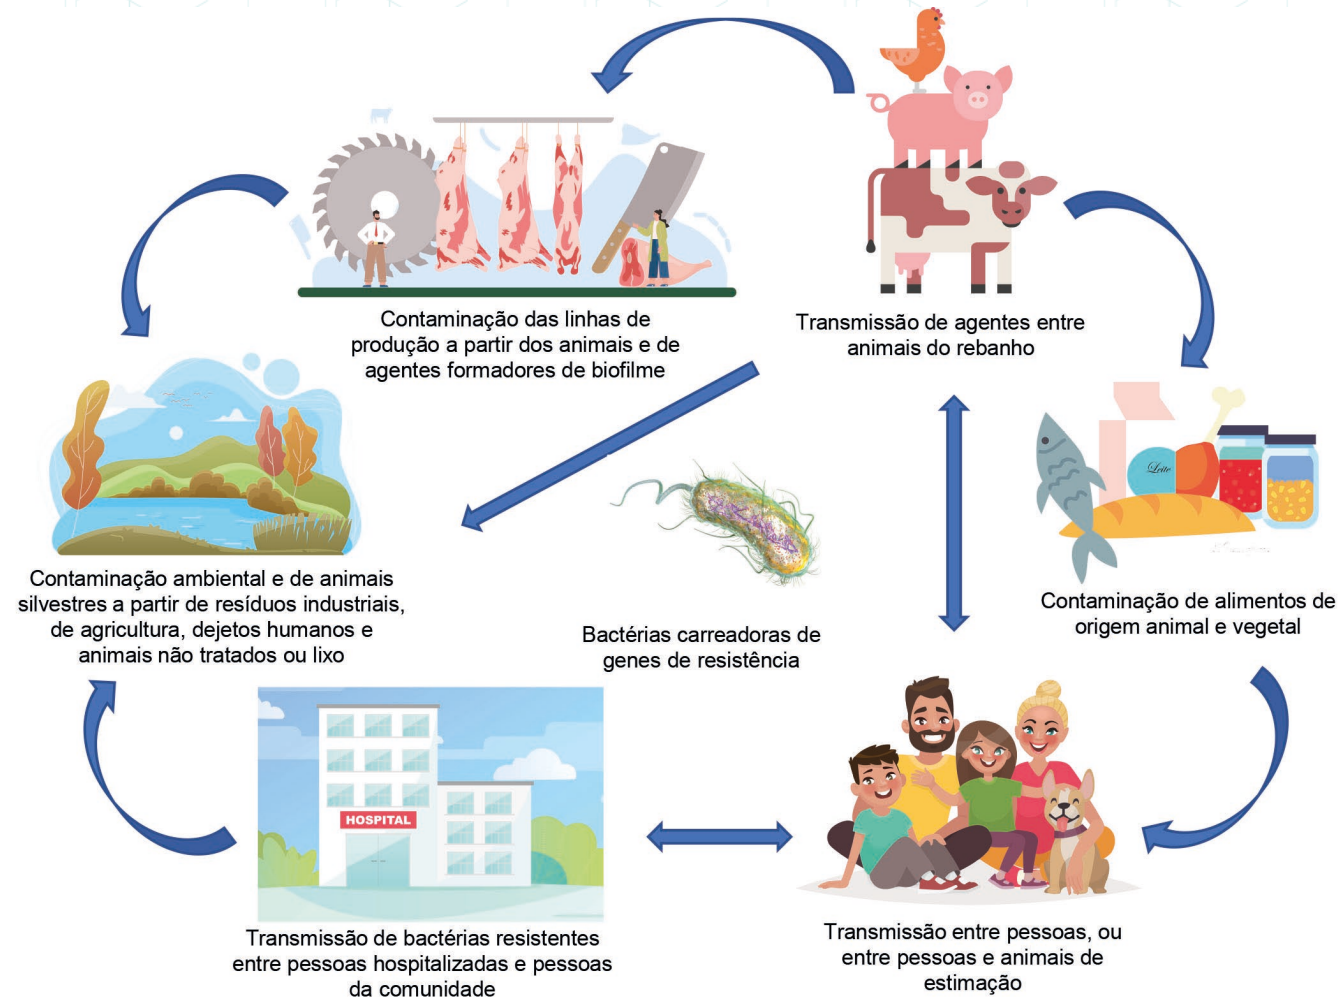 Contaminação das linhas de
produção a partir dos animais e de
agentes formadores de biofilme
Transmissão de agentes entre
animais do rebanho
Leite
Contaminação ambiental e de animais
silvestres a partir de resíduos industriais,
de agricultura, dejetos humanos e
animais não tratados ou lixo
Contaminação de alimentos de
origem animal e vegetal
Bactérias carreadoras de
genes de resistência
HOSPITAL
Transmissão de bactérias resistentes
entre pessoas hospitalizadas e pessoas
da comunidade
Transmissão entre pessoas, ou
entre pessoas e animais de
estimação